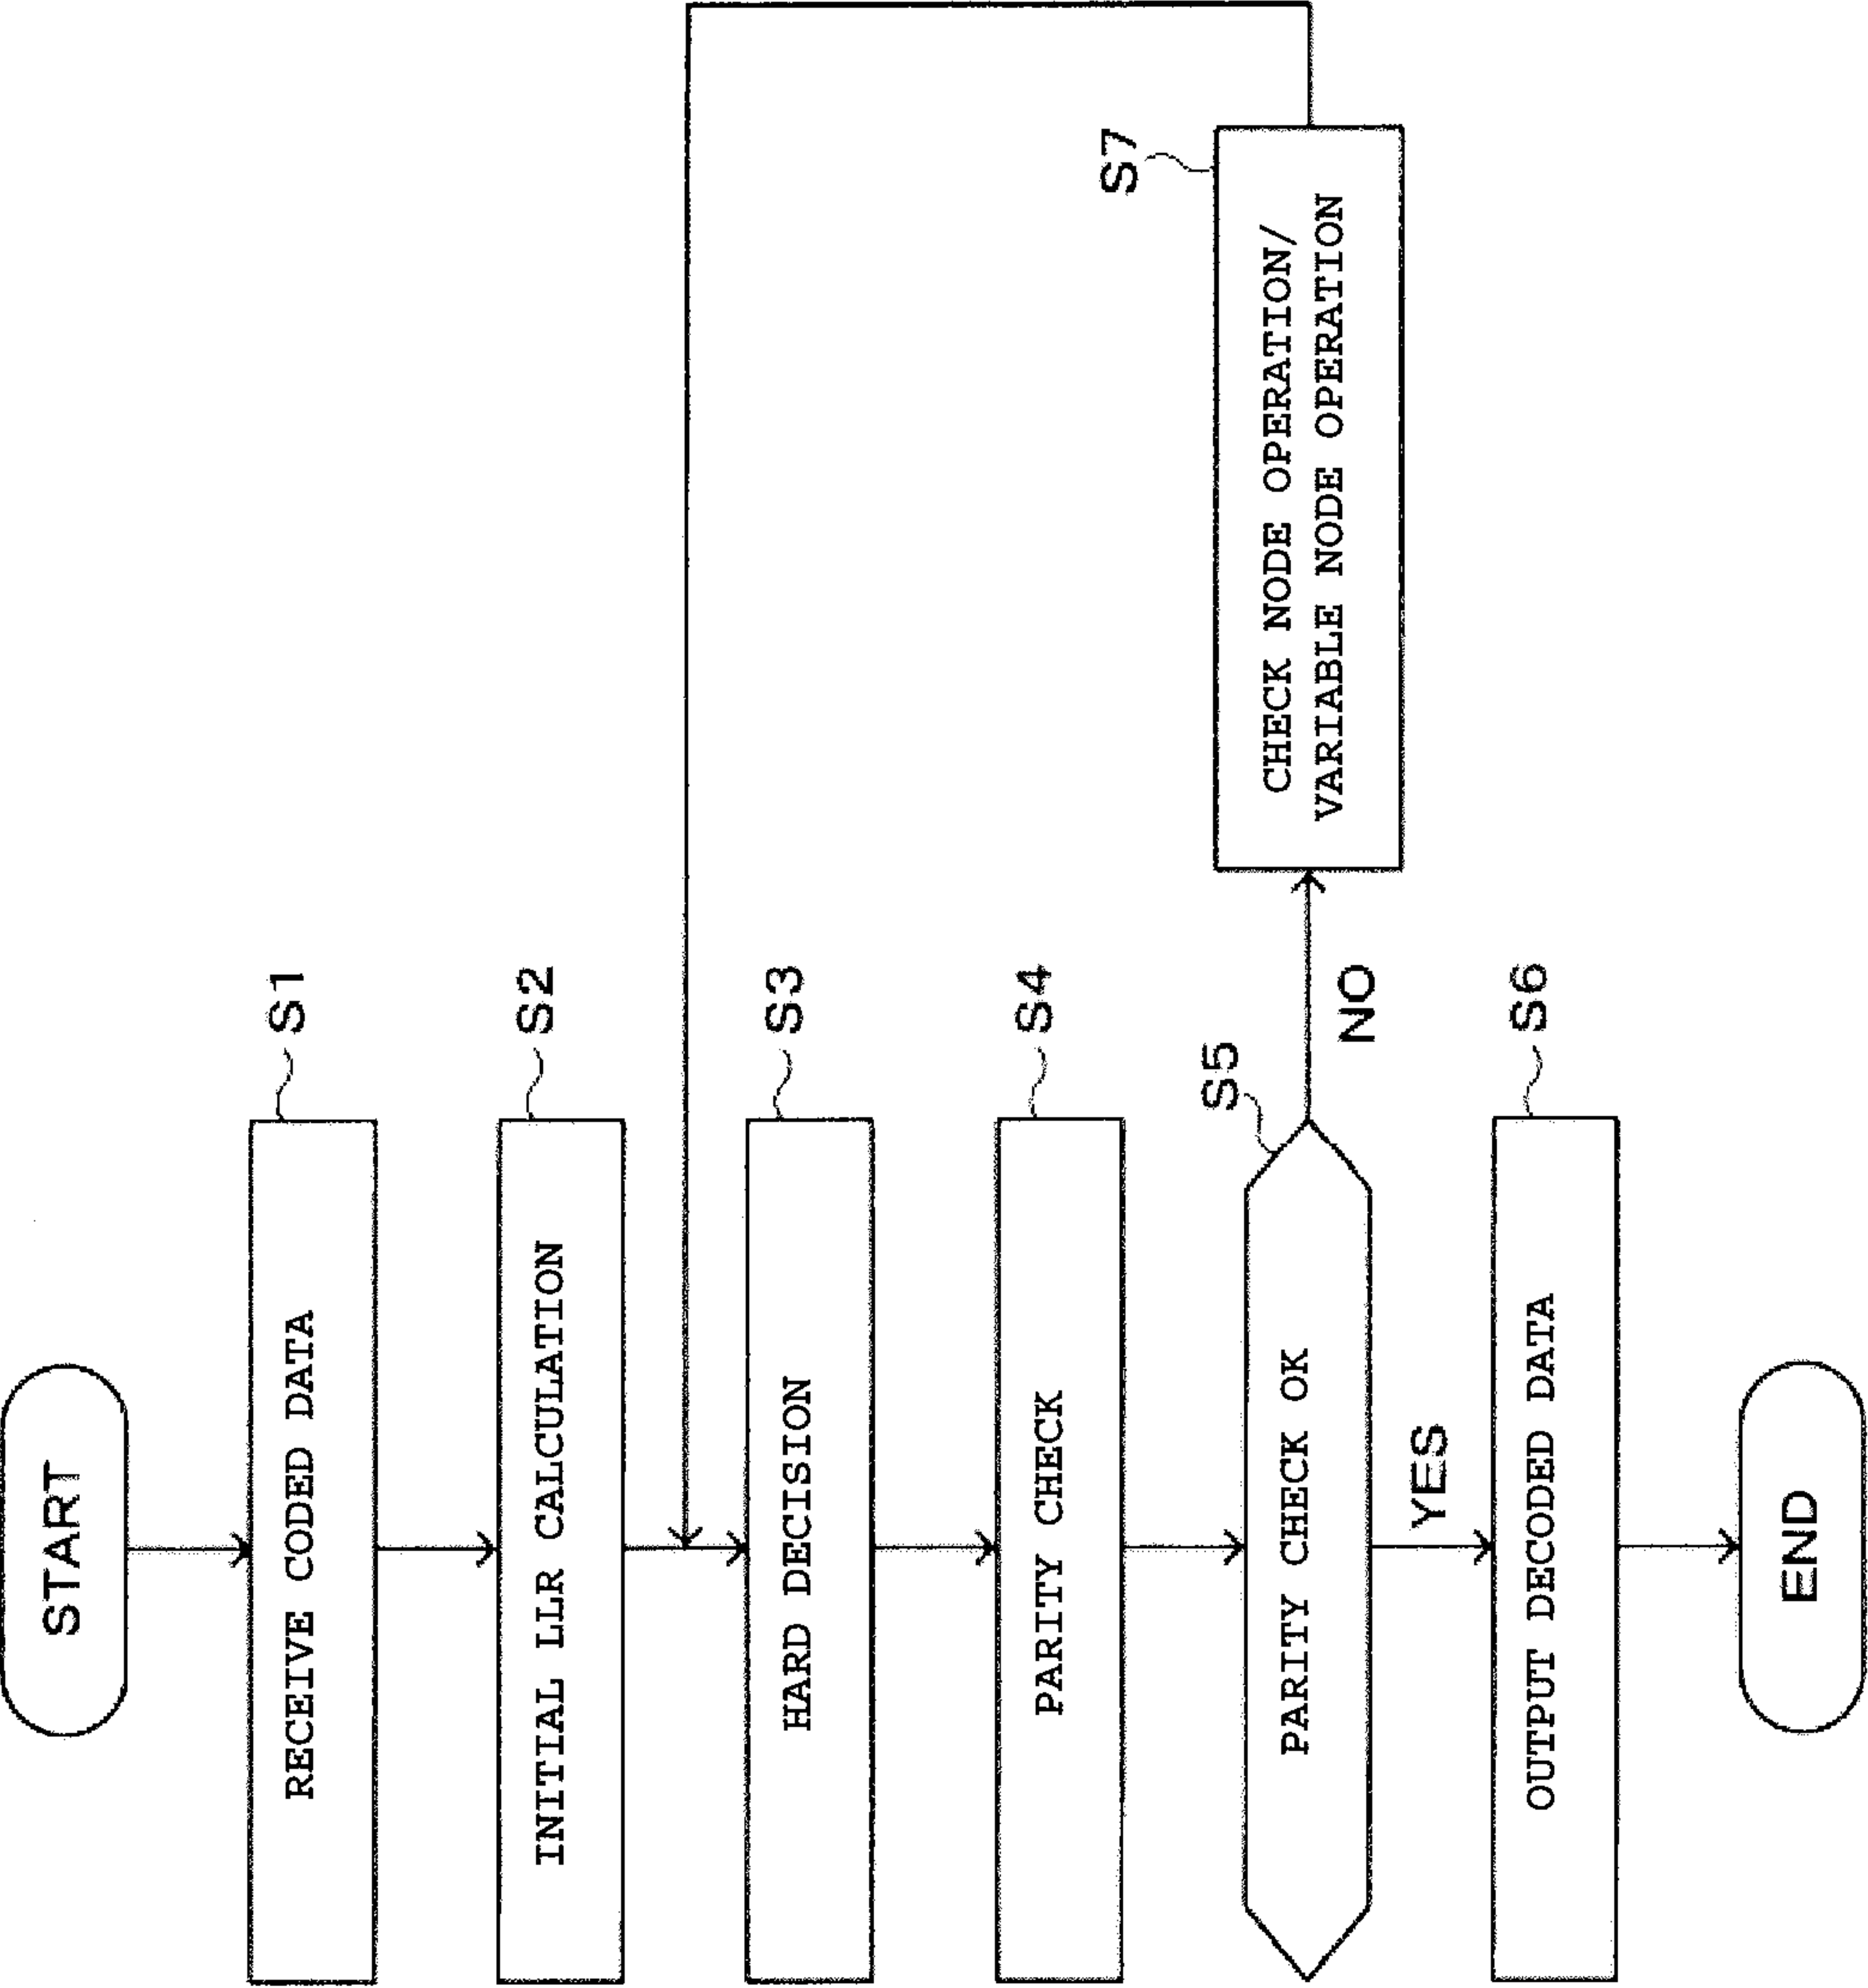 START
S1
RECEIVE CODED DATA
S2
INITIAL LLR CALCULATION
S3
HARD DECISION
S4
PARITY CHECK
S5
PARITY CHECK OK
NO
S7
CHECK NODE OPERATION/
VARIABLE NODE OPERATION
YES
S6
OUTPUT DECODED DATA
END